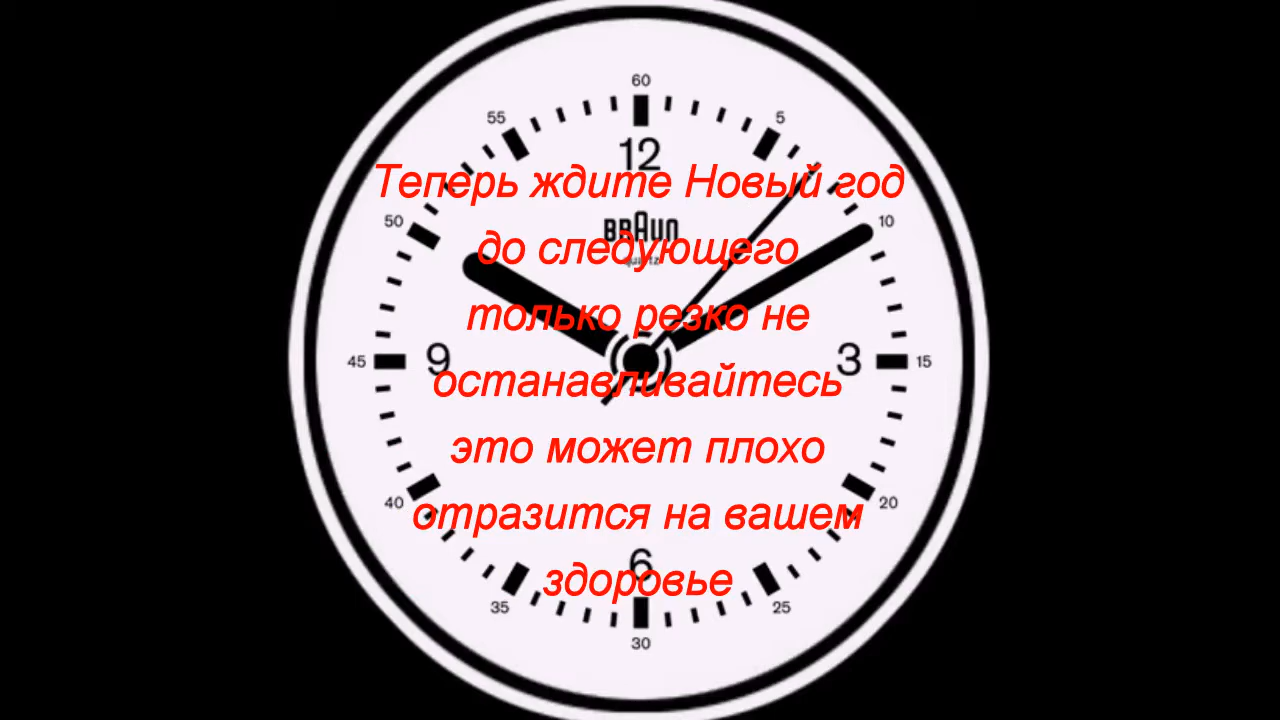 60
55
5
12
Теперь ждите Новый год
50
10
BRAUN
до следующего
quartz
только резко не
45
9
3
15
останавливайтесь
это может плохо
40
20
отразится на вашем
6
здоровье
35
25
30